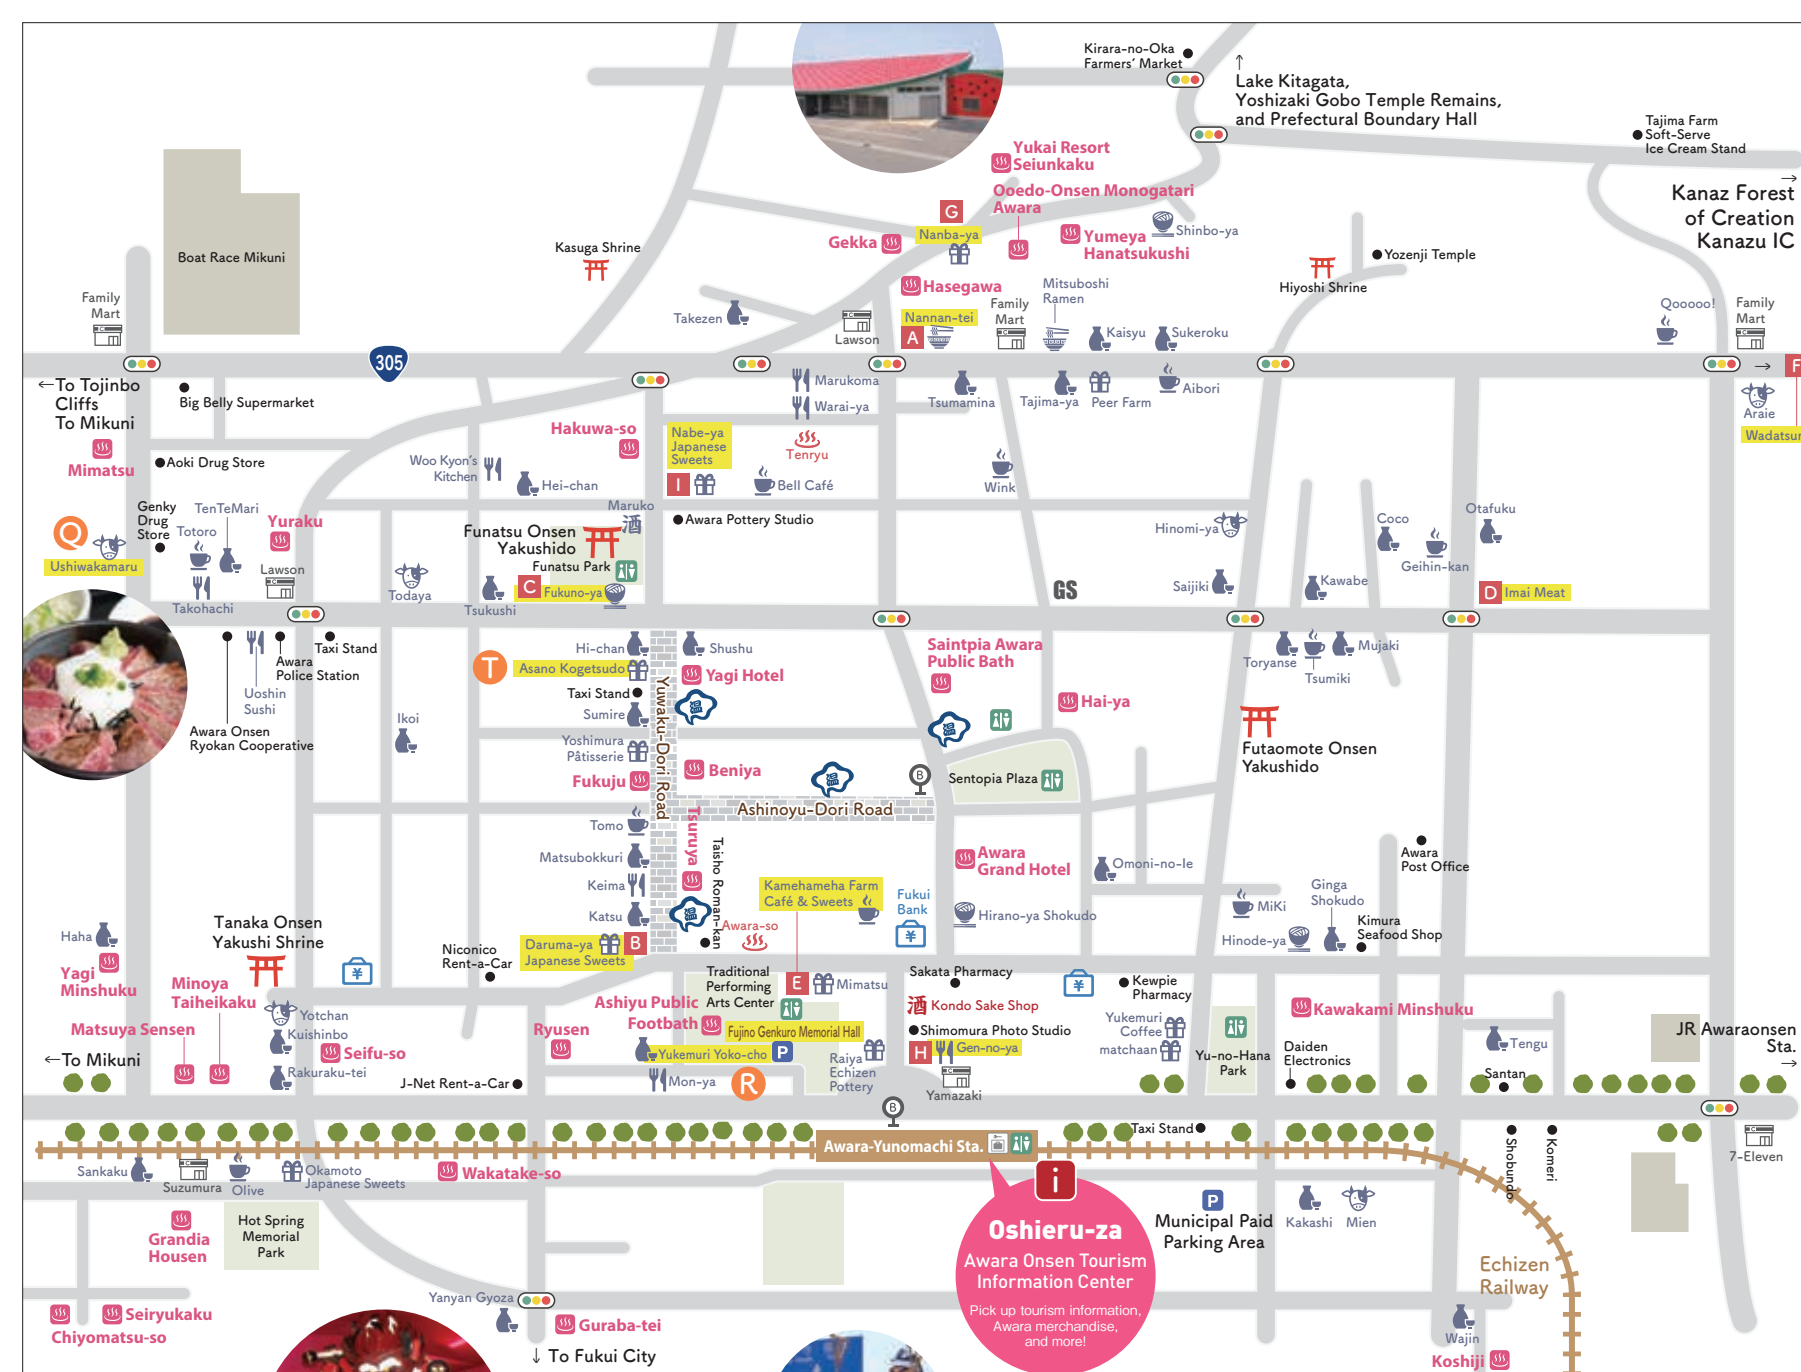 Kirara-no-Oka
Farmers' Market
↑
Lake Kitagata,
Yoshizaki Gobo Temple Remains,
and Prefectural Boundary Hall
Tajima Farm
Soft-Serve
Ice Cream Stand
→
Kanaz Forest
of Creation
Kanazu IC
Yukai Resort
Seiunkaku
Ooedo-Onsen Monogatari
Awara
G
Nanba-ya
Gekka
Yumeya
Hanatsukushi
Shinbo-ya
Boat Race Mikuni
Kasuga Shrine
Yozenji Temple
Hiyoshi Shrine
Hasegawa
Mitsuboshi
Ramen
Family
Mart
Takezen
Lawson
Nannan-tei
A
Family
Mart
Kaisyu
Sukeroku
Qooooo!
Family
Mart
305
→
F
←To Tojinbo
Cliffs
To Mikuni
Big Belly Supermarket
Marukoma
Warai-ya
Tsumamina
Tajima-ya
Peer Farm
Aibori
Araie
Mimatsu
Aoki Drug Store
Hakuwa-so
Nabe-ya
Japanese
Sweets
I
Tenryu
Bell Café
Wink
Woo Kyon's
Kitchen
Hei-chan
Genky
Drug
Store
TenTeMari
Totoro
Yuraku
Lawson
Takohachi
Q
Ushiwakamaru
Todaya
Maruko
酒
Awara Pottery Studio
Funatsu Onsen
Yakushido
Funatsu Park
C
Fukuno-ya
Tsukushi
GS
Hinomi-ya
Saijiki
Coco
Geihin-kan
Otafuku
Kawabe
D
Imai Meat
Taxi Stand
Awara
Police Station
Uoshin
Sushi
Awara Onsen
Ryokan Cooperative
Ikoi
Hi-chan
Shushu
T
Asano Kogetsudo
Yagi Hotel
Taxi Stand
Sumire
Yoshimura
Pâtisserie
Fukuju
Yuwaku-Dori Road
Beniya
Ashinoyu-Dori Road
B
Saintpia Awara
Public Bath
Hai-ya
Sentopia Plaza
Toryanse
Tsumiki
Mujaki
Futaomote Onsen
Yakushido
Tomo
Matsubokkuri
Keima
Katsu
Tsuruya
Taisho Roman-kan
Awara-so
Kamehameha Farm
Café & Sweets
Fukui
Bank
¥
Awara
Grand Hotel
Omoni-no-Ie
Hirano-ya Shokudo
Awara
Post Office
MiKi
Ginga
Shokudo
Hinode-ya
Kimura
Seafood Shop
Haha
Yagi
Minshuku
Tanaka Onsen
Yakushi Shrine
¥
Minoya
Taiheikaku
Matsuya Sensen
Yotchan
Kuishinbo
Seifu-so
Rakuraku-tei
←To Mikuni
Niconico
Rent-a-Car
Daruma-ya
Japanese Sweets
B
Ryusen
J-Net Rent-a-Car
Ashiyu Public
Footbath
Traditional
Performing
Arts Center
E
Mimatsu
Fujino Genkuro Memorial Hall
Yukemuri Yoko-cho
P
Mon-ya
R
Raiya
Echizen
Pottery
Sakata Pharmacy
酒
Kondo Sake Shop
Shimomura Photo Studio
H
Gen-no-ya
Yamazaki
B
¥
Kewpie
Pharmacy
Yukemuri
Coffee
matchaan
Yu-no-Hana
Park
Kawakami Minshuku
Daiden
Electronics
Tengu
Santan
JR Awaraonsen
Sta.
→
Awara-Yunomachi Sta.
Taxi Stand
Shobundo
Komeri
7-Eleven
Sankaku
Suzumura
Olive
Okamoto
Japanese Sweets
Wakatake-so
Grandia
Housen
Hot Spring
Memorial
Park
Seiryukaku
Chiyomatsu-so
Yanyan Gyoza
Guraba-tei
↓ To Fukui City
i
Oshieru-za
Awara Onsen Tourism
Information Center
Pick up tourism information,
Awara merchandise,
and more!
P
Municipal Paid
Parking Area
Kakashi
Mien
Echizen
Railway
Wajin
Koshiji